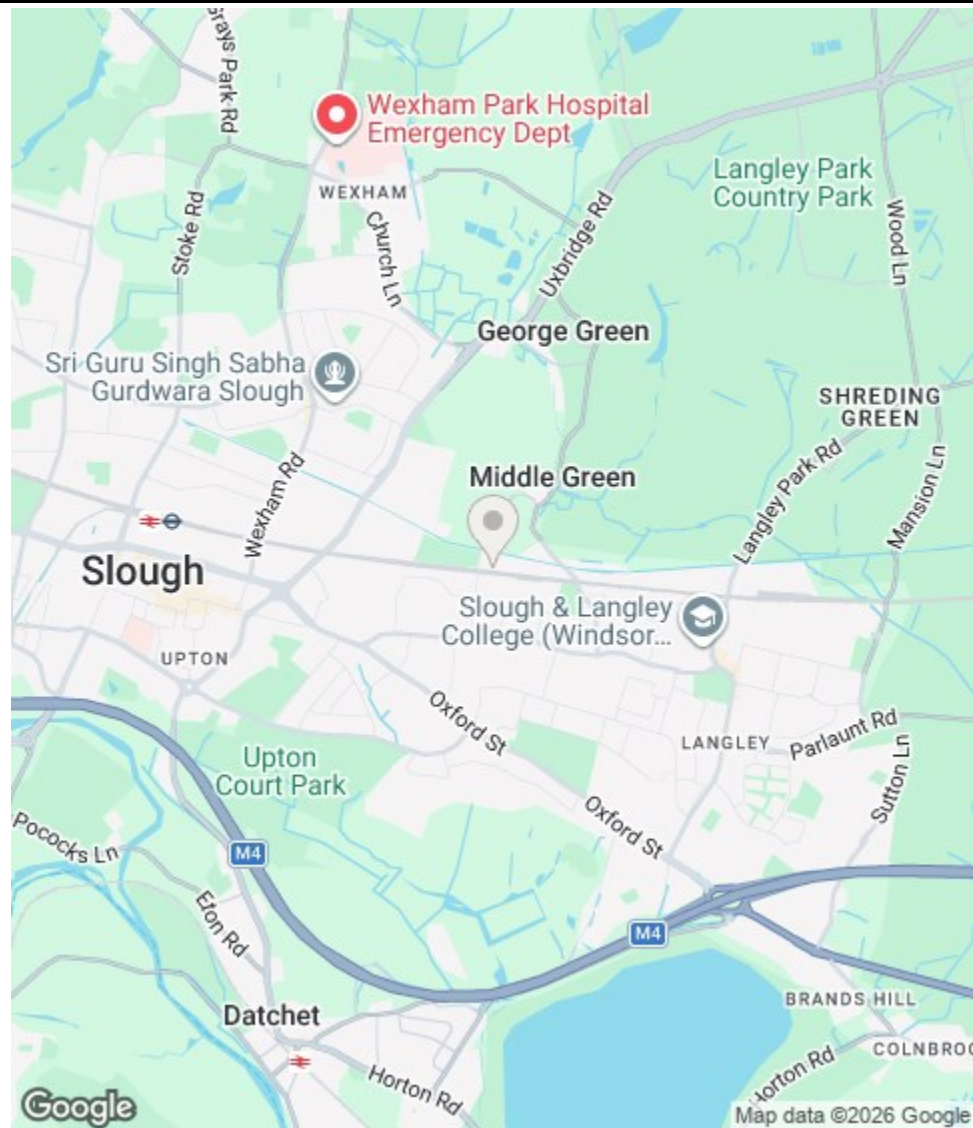 Grays Park Rd
Wexham Park Hospital
Emergency Dept
WEXHAM
Langley Park
Country Park
Stoke Rd
Church Ln
Uxbridge Rd
Wood Ln
George Green
Sri Guru Singh Sabha
Gurdwara Slough
SHREDING
GREEN
Wexham Rd
Middle Green
Langley Park Rd
Mansion Ln
Slough
Slough & Langley
College (Windsor...
UPTON
Oxford St
LANGLEY
Parlaunt Rd
Upton
Court Park
Sutton Ln
Oxford St
Pococks Ln
M4
Eton Rd
M4
Datchet
BRANDS HILL
COLNBROO
Horton Rd
Horton Rd
Google
Map data ©2026 Google